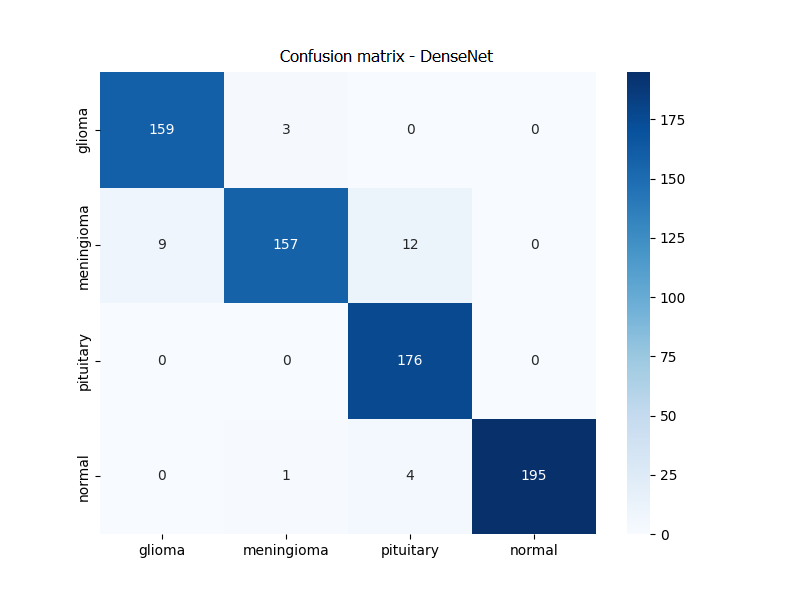 Confusion matrix - DenseNet
glioma 159 3 0 0
meningioma 9 157 12 0
pituitary 0 0 176 0
normal 0 1 4 195
glioma meningioma pituitary normal
175
150
125
100
75
50
25
0